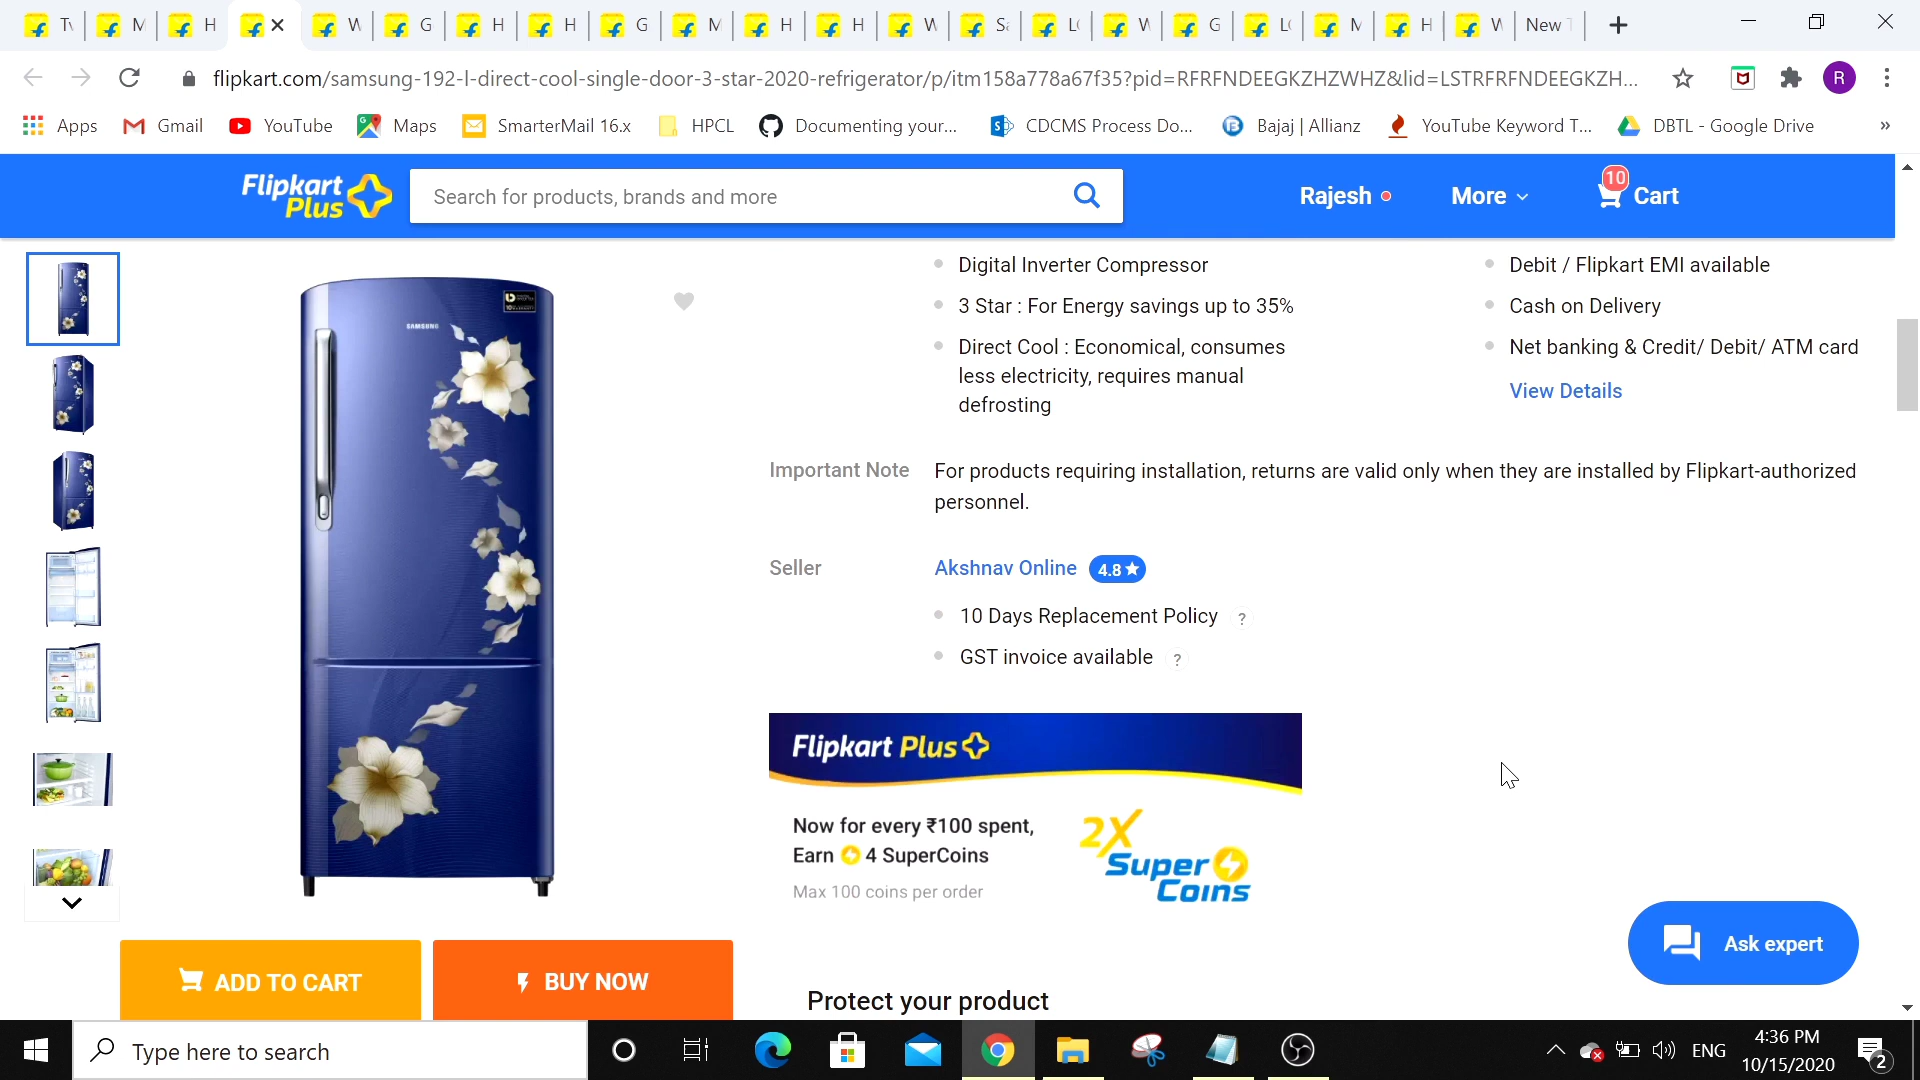 Tv
M
H
W
G
H
H
G
M
H
H
W
Sa
LG
W
G
LG
M
H
W
New T
flipkart.com/samsung-192-l-direct-cool-single-door-3-star-2020-refrigerator/p/itm158a778a67f35?pid=RFRFNDEEGKZHZWHZ&lid=LSTRFRFNDEEGKZH...
R
Apps
Gmail
YouTube
Maps
SmarterMail 16.x
HPCL
Documenting your...
CDCMS Process Do...
Bajaj | Allianz
YouTube Keyword T...
DBTL - Google Drive
»
Flipkart
Plus
Search for products, brands and more
Rajesh
More
10
Cart
SAMSUNG
Digital Inverter Compressor
3 Star : For Energy savings up to 35%
Direct Cool : Economical, consumes
less electricity, requires manual
defrosting
Debit / Flipkart EMI available
Cash on Delivery
Net banking & Credit/ Debit/ ATM card
View Details
Important Note
For products requiring installation, returns are valid only when they are installed by Flipkart-authorized
personnel.
Seller
Akshnav Online 4.8★
10 Days Replacement Policy ?
GST invoice available ?
Flipkart Plus
Now for every ₹100 spent,
Earn 4 SuperCoins
Max 100 coins per order
2X
Super
Coins
ADD TO CART
BUY NOW
Ask expert
Protect your product
Type here to search
ENG
4:36 PM
10/15/2020
2